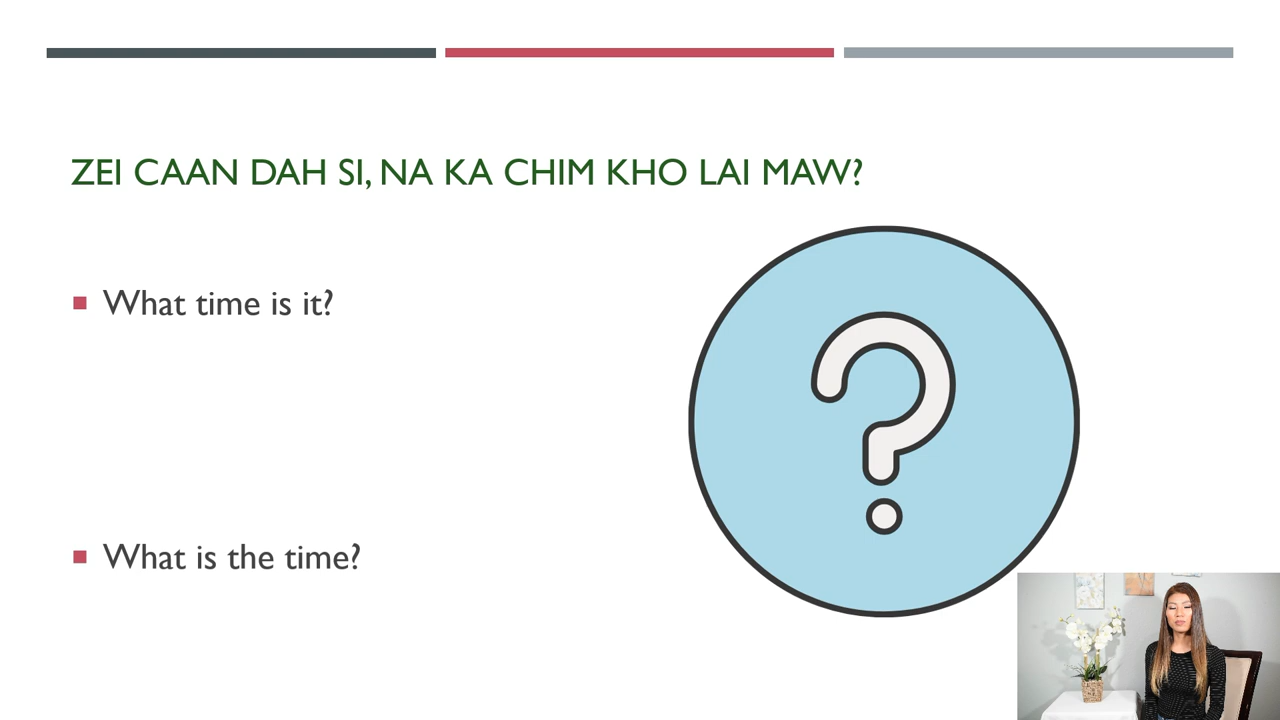 ZEI CAAN DAH SI, NA KA CHIM KHO LAI MAW?
What time is it?
What is the time?